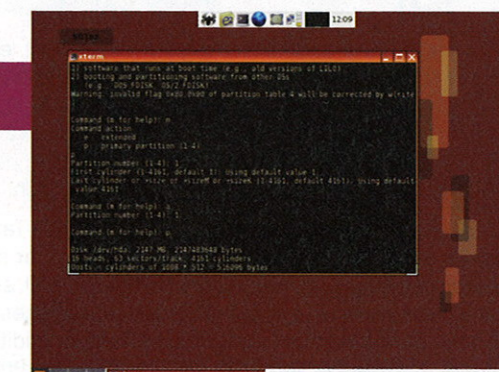 12:09
xterm
1) software that runs at boot time (e.g., old versions of LILO)
2) booting and partitioning software from other OSs
(e.g., DOS FDISK, OS/2 FDISK)
Warning: invalid flag of partition table 4 will be corrected by w(rite)
Command (m for help): n
Command action
e extended
p primary partition (1-4)
p
Partition number (1-4): 1
First cylinder (1-4161, default 1): Using default value 1
Last cylinder or +size or +sizeM or +sizeK (1-4161, default 4161): Using default
value 4161
Command (m for help): a
Partition number (1-4): 1
Command (m for help): p
Disk /dev/hda: 2147 MB, 2147483648 bytes
16 heads, 63 sectors/track, 4161 cylinders
Units = cylinders of 1008 * 512 = 516096 bytes